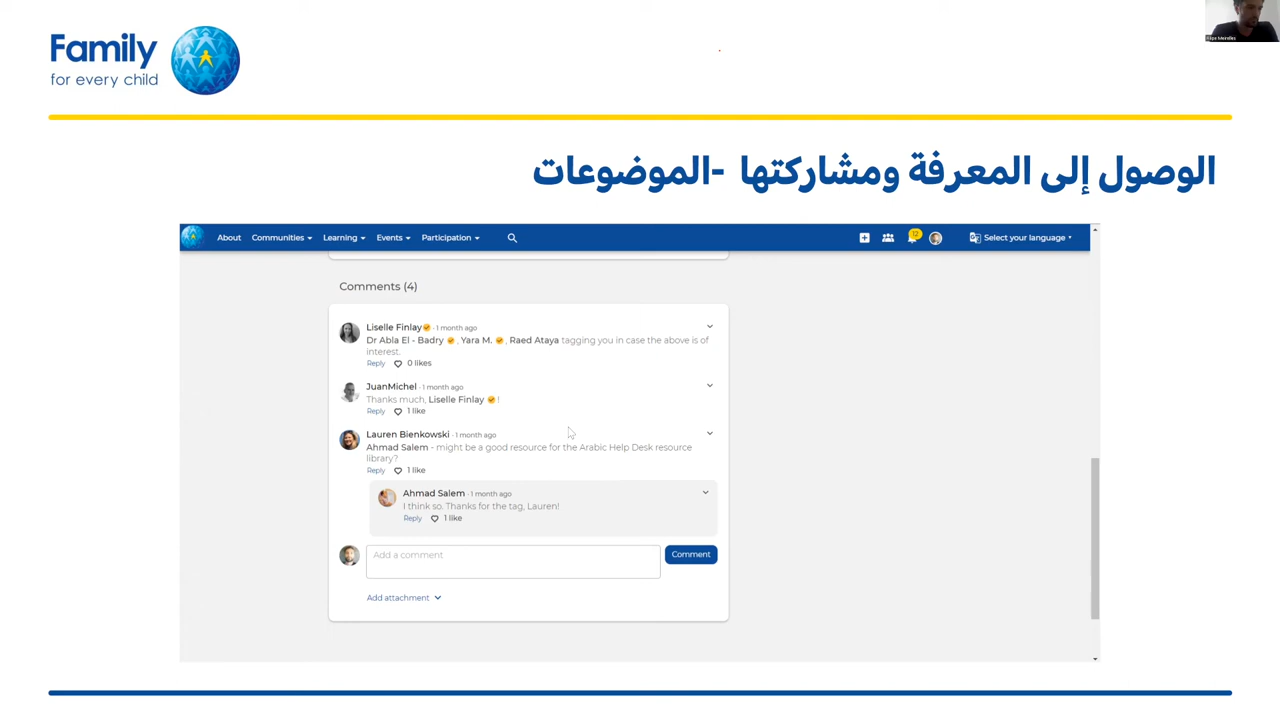 Family
for every child
الوصول إلى المعرفة ومشاركتها -الموضوعات
About Communities Learning Events Participation 12 Select your language
Comments (4)
Liselle Finlay · 1 month ago
Dr Abla El - Badry , Yara M. , Raed Ataya tagging you in case the above is of
interest.
Reply 0 likes
JuanMichel · 1 month ago
Thanks much, Liselle Finlay !
Reply 1 like
Lauren Bienkowski · 1 month ago
Ahmad Salem - might be a good resource for the Arabic Help Desk resource
library?
Reply 1 like
Ahmad Salem · 1 month ago
I think so. Thanks for the tag, Lauren!
Reply 1 like
Add a comment
Comment
Add attachment